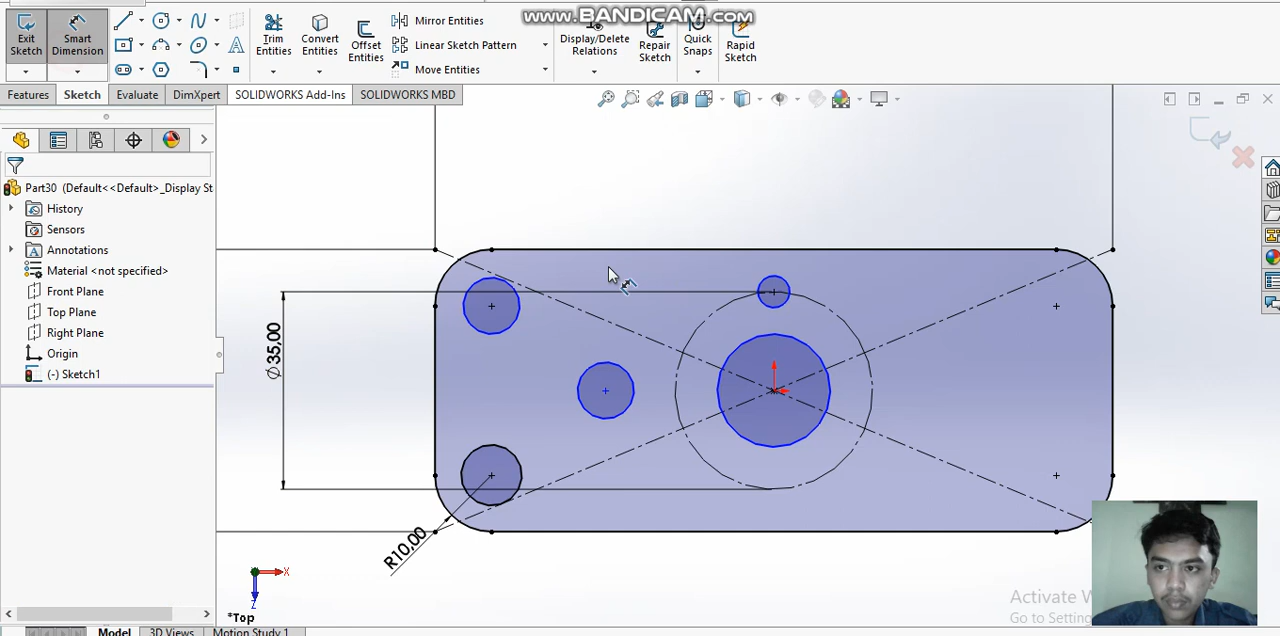 www.BANDICAM.com
Exit Sketch
Smart Dimension
Trim Entities
Convert Entities
Offset Entities
Mirror Entities
Linear Sketch Pattern
Move Entities
Display/Delete Relations
Repair Sketch
Quick Snaps
Rapid Sketch
Features
Sketch
Evaluate
DimXpert
SOLIDWORKS Add-Ins
SOLIDWORKS MBD
Part30 (Default<<Default>_Display St
History
Sensors
Annotations
Material <not specified>
Front Plane
Top Plane
Right Plane
Origin
(-) Sketch1
∅35,00
R10,00
X
Z
*Top
Activate W
Go to Setting
Model
3D Views
Motion Study 1